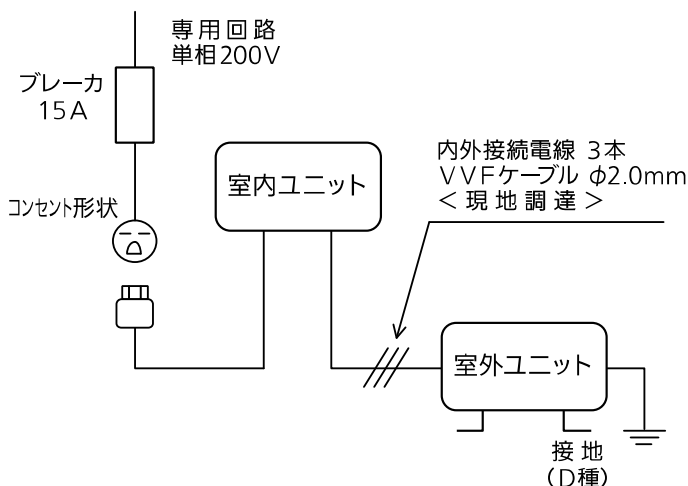 専用回路
単相200V
ブレーカ
15A
コンセント形状
室内ユニット
内外接続電線 3本
VVFケーブル φ2.0mm
<現地調達>
室外ユニット
接地
(D種)